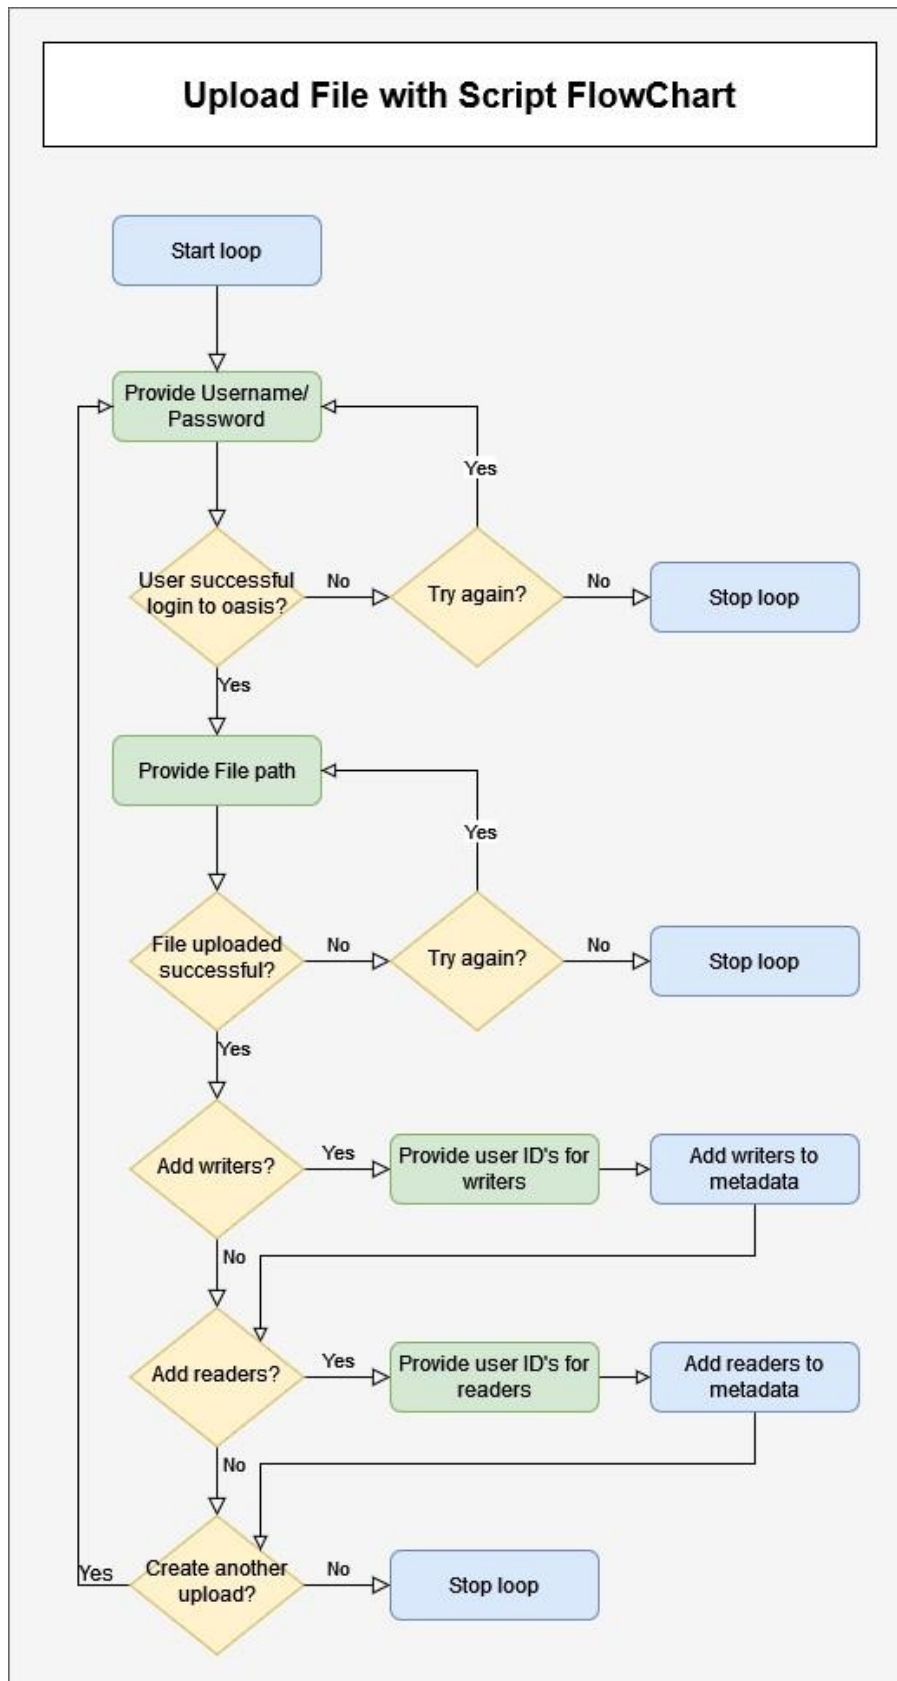 Upload File with Script FlowChart
Start loop
Provide Username/
Password
Yes
User successful
login to oasis?
No
Try again?
No
Stop loop
Yes
Provide File path
Yes
File uploaded
successful?
No
Try again?
No
Stop loop
Yes
Add writers?
Yes
Provide user ID's for
writers
Add writers to
metadata
No
Add readers?
Yes
Provide user ID's for
readers
Add readers to
metadata
No
Yes
Create another
upload?
No
Stop loop